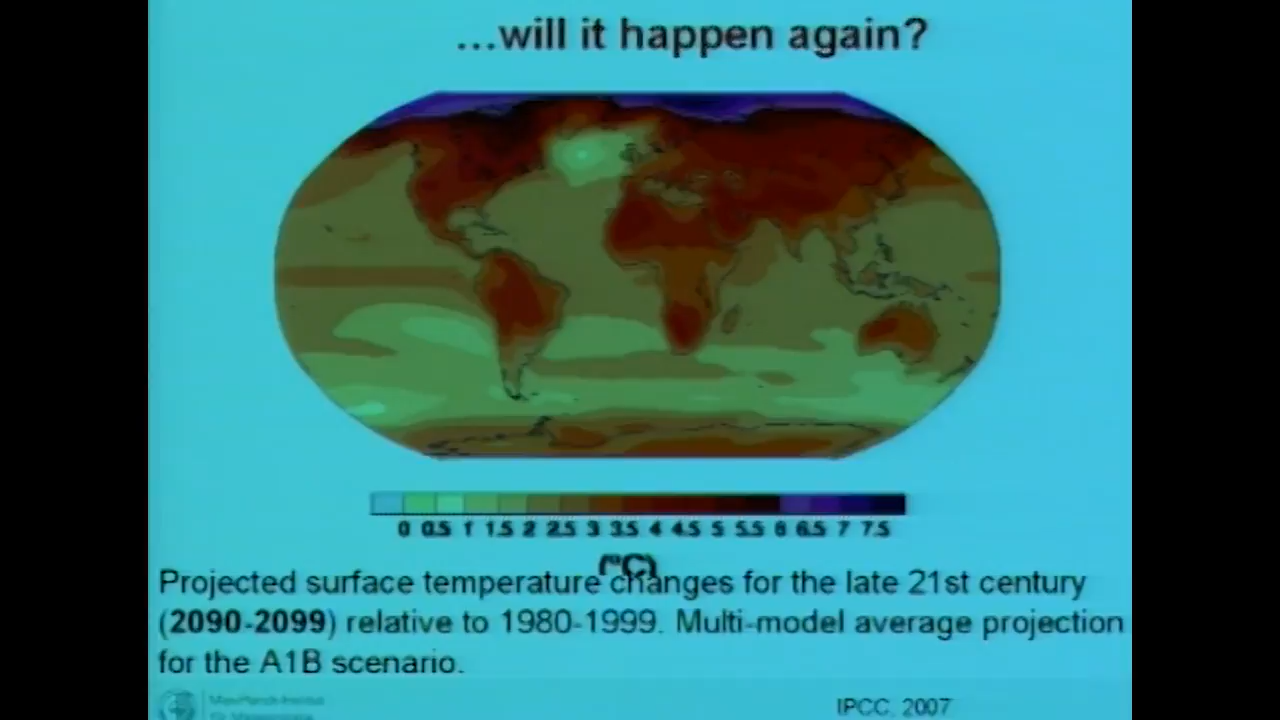 ...will it happen again?
0 0.5 1 1.5 2 2.5 3 3.5 4 4.5 5 5.5 6 6.5 7 7.5
(°C)
Projected surface temperature changes for the late 21st century
(2090-2099) relative to 1980-1999. Multi-model average projection
for the A1B scenario.
IPCC, 2007